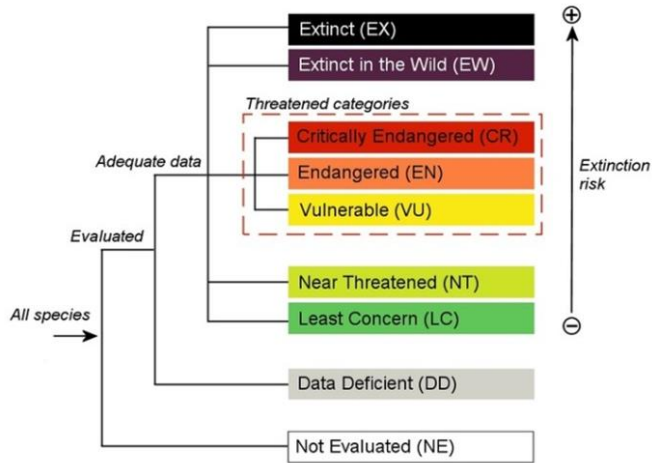 Extinct (EX)
Extinct in the Wild (EW)
Threatened categories
Critically Endangered (CR)
Adequate data
Endangered (EN)
Extinction
risk
Vulnerable (VU)
Evaluated
Near Threatened (NT)
All species
Least Concern (LC)
Data Deficient (DD)
Not Evaluated (NE)